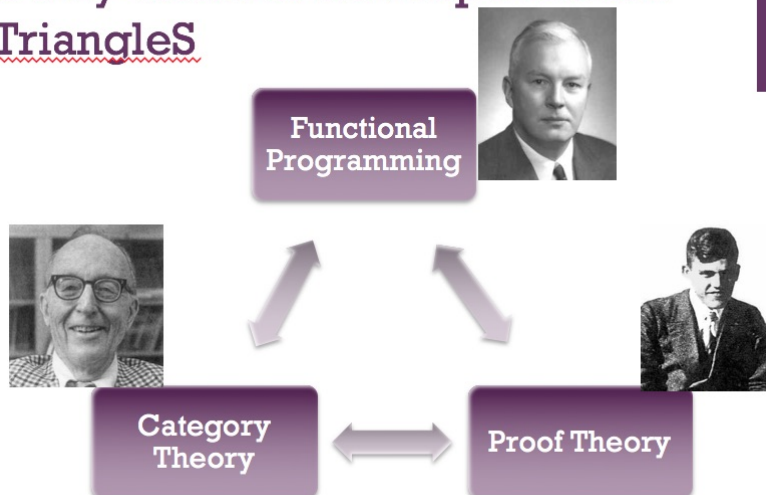 TriangleS
Functional
Programming
Category
Theory
Proof Theory